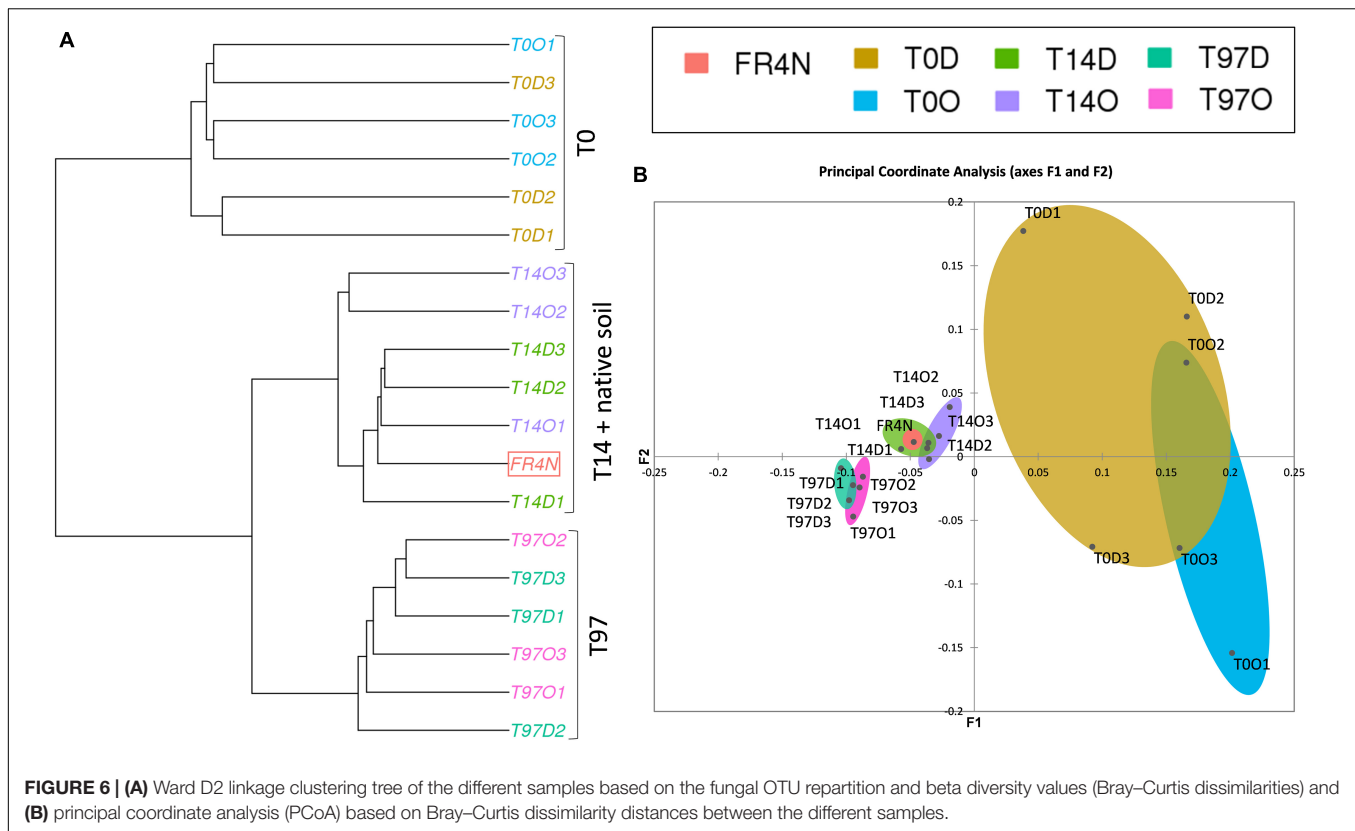 A
T0O1
T0D3
T0O3
T0O2
T0D2
T0D1
T0
T14O3
T14O2
T14D3
T14D2
T14O1
FR4N
T14D1
T14 + native soil
T97O2
T97D3
T97D1
T97O3
T97O1
T97D2
T97
FR4N T0D T14D T97D
T0O T14O T97O
B
Principal Coordinate Analysis (axes F1 and F2)
0.2
T0D1
0.15
T0D2
0.1
T0O2
T14O2
0.05
T14D3
T14O1 FR4N T14O3
T14D1 T14D2
F2 0
-0.25 -0.2 -0.15 -0.1 -0.05 0 0.05 0.1 0.15 0.2 0.25
T97D1 T97O2
T97D2 T97O3
T97D3 T97O1
-0.05
T0D3 T0O3
-0.1
-0.15
T0O1
-0.2
F1
FIGURE 6 | (A) Ward D2 linkage clustering tree of the different samples based on the fungal OTU repartition and beta diversity values (Bray–Curtis dissimilarities) and
(B) principal coordinate analysis (PCoA) based on Bray–Curtis dissimilarity distances between the different samples.